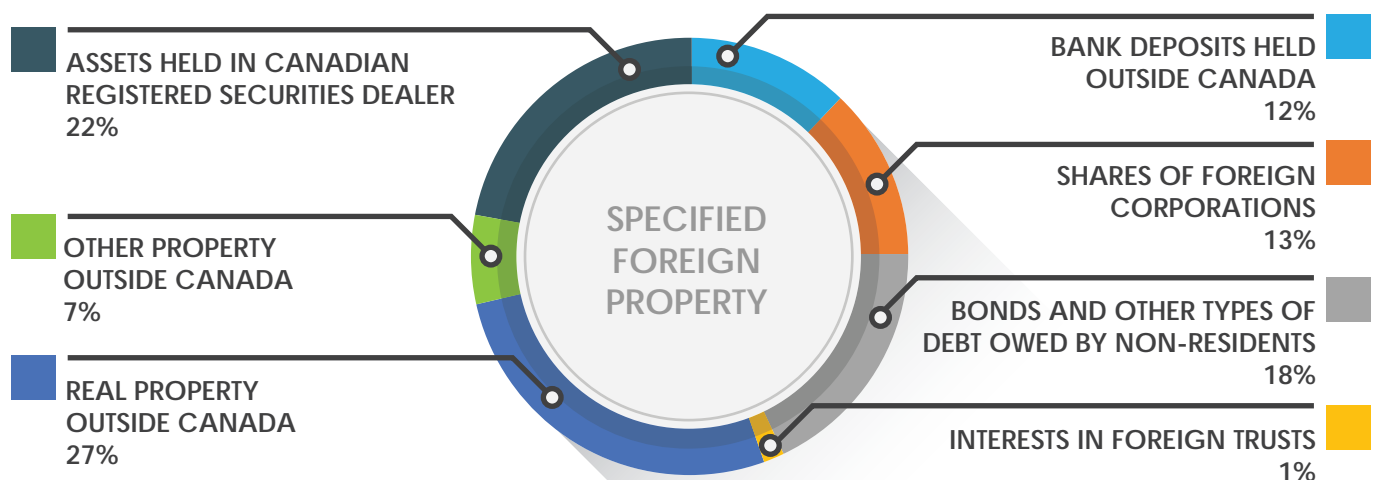 ASSETS HELD IN CANADIAN
REGISTERED SECURITIES DEALER
22%
OTHER PROPERTY
OUTSIDE CANADA
7%
REAL PROPERTY
OUTSIDE CANADA
27%
SPECIFIED
FOREIGN
PROPERTY
BANK DEPOSITS HELD
OUTSIDE CANADA
12%
SHARES OF FOREIGN
CORPORATIONS
13%
BONDS AND OTHER TYPES OF
DEBT OWED BY NON-RESIDENTS
18%
INTERESTS IN FOREIGN TRUSTS
1%